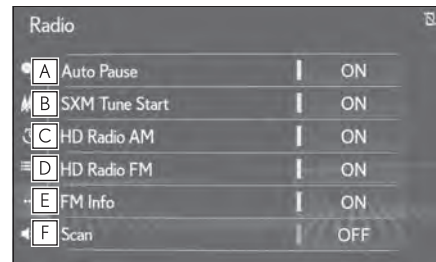 Radio
A Auto Pause ON
B SXM Tune Start ON
C HD Radio AM ON
D HD Radio FM ON
E FM Info ON
F Scan OFF